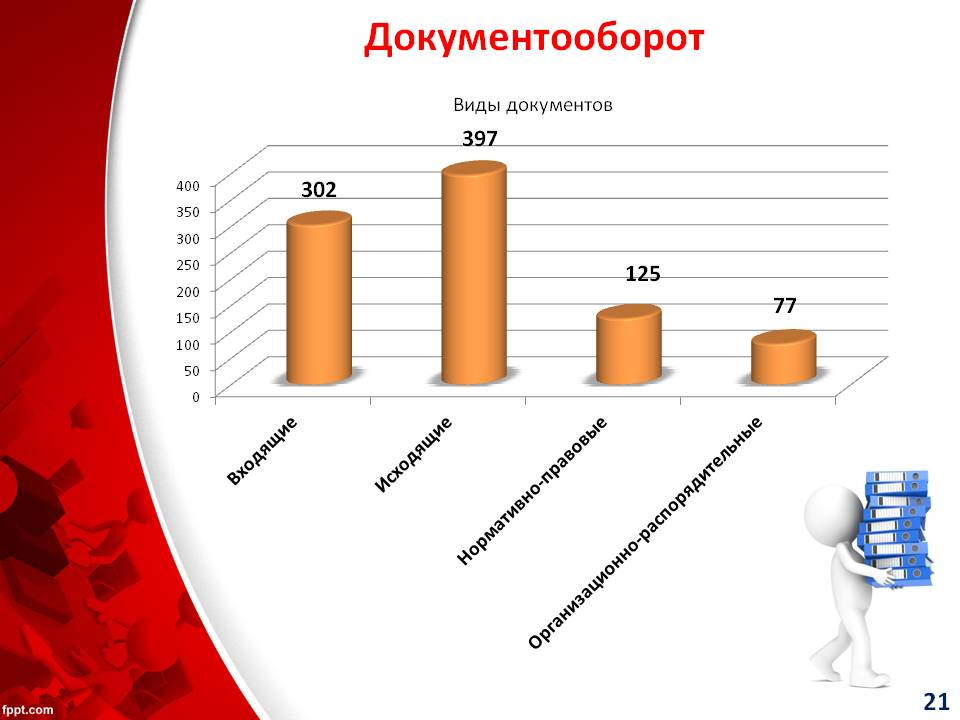 Документооборот
Виды документов
397
302
125
77
400
350
300
250
200
150
100
50
0
Входящие
Исходящие
Нормативно-правовые
Организационно-распорядительные
fppt.com
21